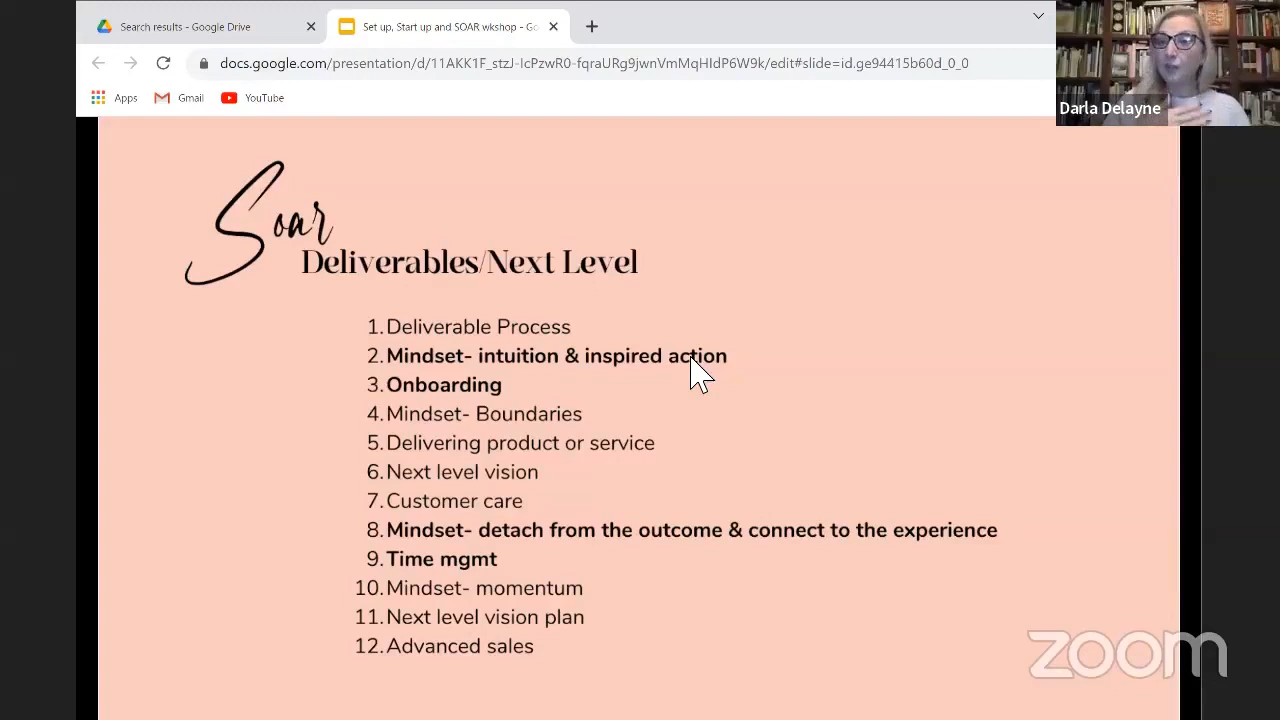 Search results - Google Drive
Set up, Start up and SOAR wkshop - Go
docs.google.com/presentation/d/11AKK1F_stzJ-IcPzwR0-fqraURg9jwnVmMqHIdP6W9k/edit#slide=id.ge94415b60d_0_0
Apps Gmail YouTube
Darla Delayne
Soar
Deliverables/Next Level
1. Deliverable Process
2. Mindset- intuition & inspired action
3. Onboarding
4. Mindset- Boundaries
5. Delivering product or service
6. Next level vision
7. Customer care
8. Mindset- detach from the outcome & connect to the experience
9. Time mgmt
10. Mindset- momentum
11. Next level vision plan
12. Advanced sales
zoom